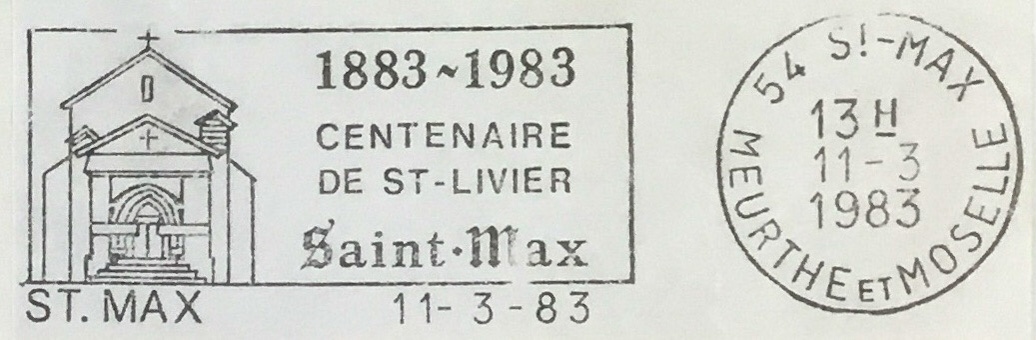 1883~1983
CENTENAIRE
DE ST-LIVIER
Saint·Max
ST. MAX 11-3-83
54 St-MAX
13H
11-3
1983
MEURTHE ET MOSELLE